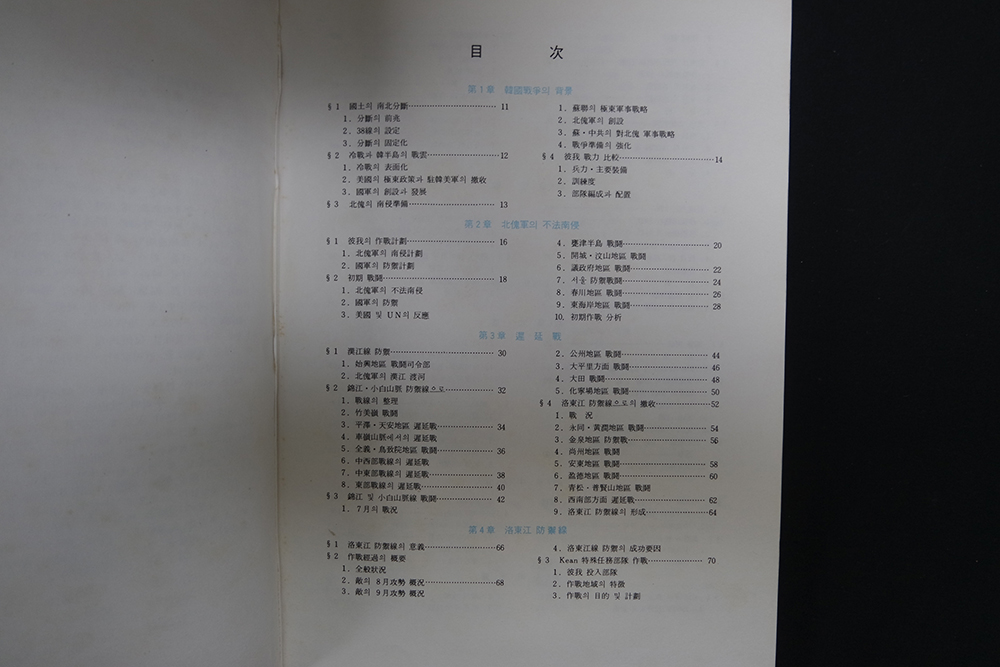 目 次
第1章 韓國戰爭의 背景
§1 國土의 南北分斷 11
1. 分斷의 前兆
2. 38線의 設定
3. 分斷의 固定化
§2 冷戰과 韓半島의 戰雲 12
1. 冷戰의 表面化
2. 美國의 極東政策과 駐韓美軍의 撤收
3. 國軍의 創設과 發展
§3 北傀의 南侵準備 13
1. 蘇聯의 極東軍事戰略
2. 北傀軍의 創設
3. 蘇·中共의 對北傀 軍事戰略
4. 戰爭準備의 强化
§4 彼我 戰力 比較 14
1. 兵力·主要裝備
2. 訓練度
3. 部隊編成과 配置
第2章 北傀軍의 不法南侵
§1 彼我의 作戰計劃 16
1. 北傀軍의 南侵計劃
2. 國軍의 防禦計劃
§2 初期 戰鬪 18
1. 北傀軍의 不法南侵
2. 國軍의 防禦
3. 美國 및 UN의 反應
4. 甕津半島 戰鬪 20
5. 開城·汶山地區 戰鬪
6. 議政府地區 戰鬪 22
7. 서울 防禦戰鬪 24
8. 春川地區 戰鬪 26
9. 東海岸地區 戰鬪 28
10. 初期作戰 分析
第3章 遲 延 戰
§1 漢江線 防禦 30
1. 始興地區 戰鬪司令部
2. 北傀軍의 漢江 渡河
§2 錦江·小白山脈 防禦線으로 32
1. 戰線의 整理
2. 竹美嶺 戰鬪
3. 平澤·天安地區 遲延戰 34
4. 車嶺山脈에서의 遲延戰
5. 全義·鳥致院地區 戰鬪 36
6. 中西部戰線의 遲延戰
7. 中東部戰線의 遲延戰 38
8. 東部戰線의 遲延戰 40
§3 錦江 및 小白山脈線 戰鬪 42
1. 7月의 戰況
2. 公州地區 戰鬪 44
3. 大平里方面 戰鬪 46
4. 大田 戰鬪 48
5. 化寧場地區 戰鬪 50
§4 洛東江 防禦線으로의 撤收 52
1. 戰 況
2. 永同·黃澗地區 戰鬪 54
3. 金泉地區 防禦戰 56
4. 尙州地區 戰鬪
5. 安東地區 戰鬪 58
6. 盈德地區 戰鬪 60
7. 靑松·普賢山地區 戰鬪
8. 西南部方面 遲延戰 62
9. 洛東江 防禦線의 形成 64
第4章 洛東江 防禦線
§1 洛東江 防禦線의 意義 66
§2 作戰經過의 槪要
1. 全般狀況
2. 敵의 8月攻勢 槪況 68
3. 敵의 9月攻勢 槪況
4. 洛東江線 防禦의 成功要因
§3 Kean 特殊任務部隊 作戰 70
1. 彼我 投入部隊
2. 作戰地域의 特徵
3. 作戰의 目的 및 計劃